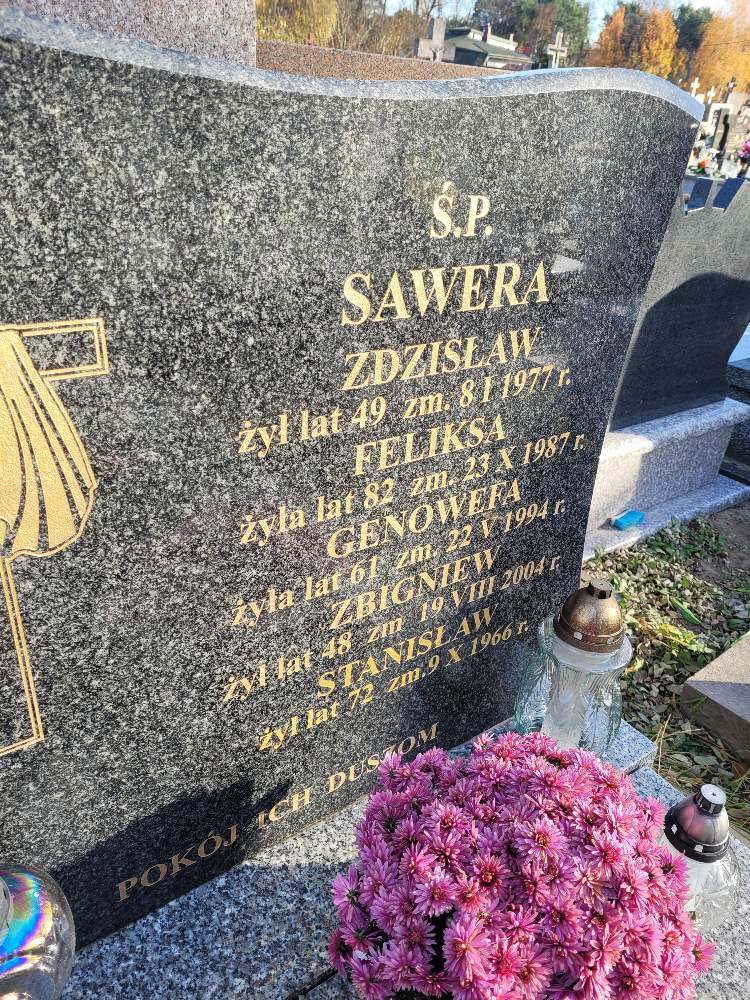 Ś.P.
SAWERA
ZDZISŁAW
żył lat 49 zm. 8 I 1977 r.
FELIKSA
żyła lat 82 zm. 23 X 1987 r.
GENOWEFA
żyła lat 61 zm. 22 V 1994 r.
ZBIGNIEW
żył lat 48 zm. 19 VIII 2004 r.
STANISŁAW
żył lat 72 zm.9 X 1966 r.
POKÓJ ICH DUSZOM